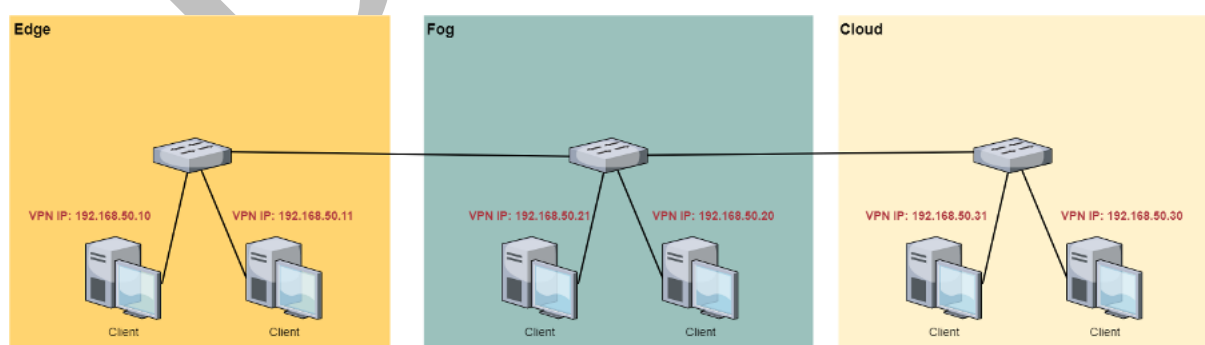 Edge
Fog
Cloud
VPN IP: 192.168.50.10
VPN IP: 192.168.50.11
VPN IP: 192.168.50.21
VPN IP: 192.168.50.20
VPN IP: 192.168.50.31
VPN IP: 192.168.50.30
Client
Client
Client
Client
Client
Client